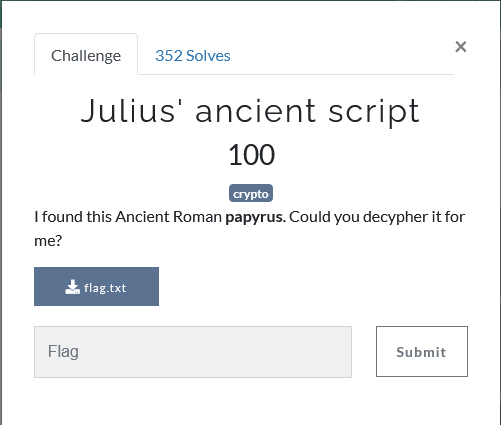 Challenge 352 Solves ×
Julius' ancient script
100
crypto
I found this Ancient Roman papyrus. Could you decypher it for
me?
flag.txt
Flag Submit